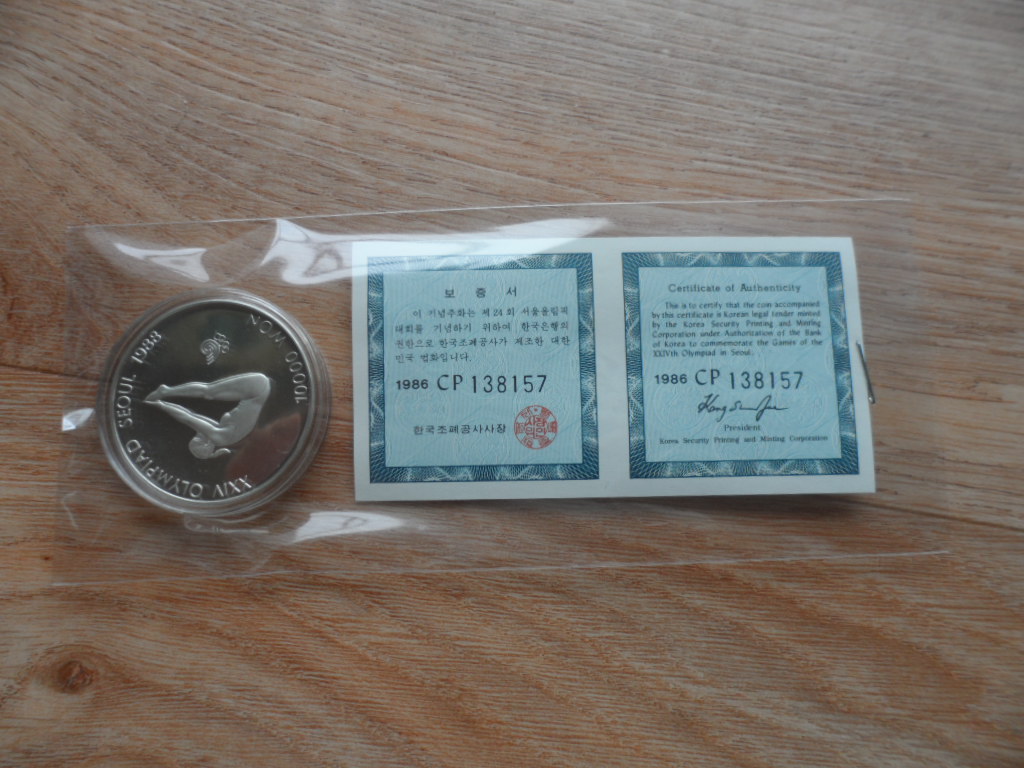 XXIV OLYMPIAD SEOUL 1988
10000 WON
보증서
이 기념주화는 제24회 서울올림픽
대회를 기념하기 위하여 한국은행의
권한으로 한국조폐공사가 제조한 대한
민국 법화입니다.
1986 CP 138157
한국조폐공사사장
Certificate of Authenticity
This is to certify that the coin accompanied
by this certificate is Korean legal tender minted
by the Korea Security Printing and Minting
Corporation under Authorization of the Bank
of Korea to commemorate the Games of the
XXIVth Olympiad in Seoul.
1986 CP 138157
President
Korea Security Printing and Minting Corporation